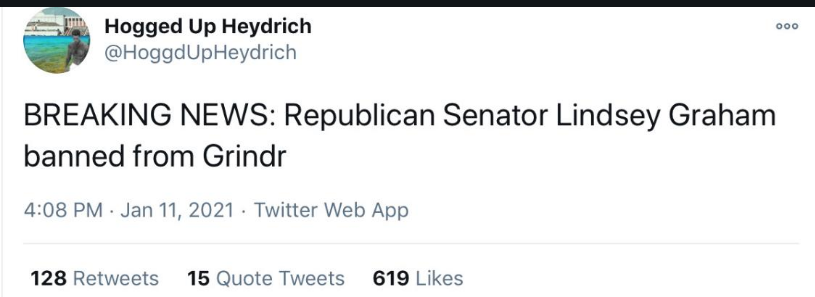 Hogged Up Heydrich
@HoggdUpHeydrich
BREAKING NEWS: Republican Senator Lindsey Graham
banned from Grindr
4:08 PM · Jan 11, 2021 · Twitter Web App
128 Retweets 15 Quote Tweets 619 Likes